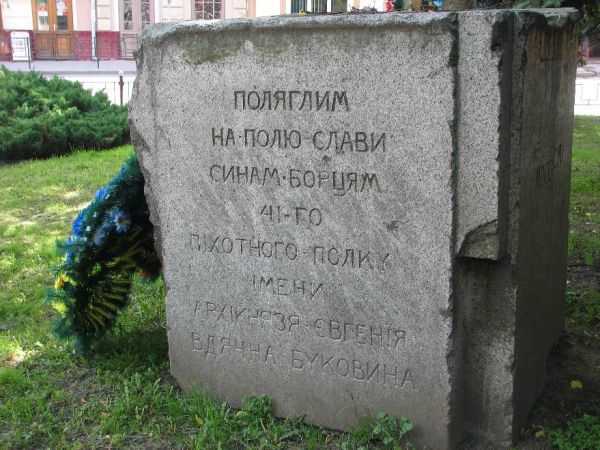 ПОЛЯГЛИМ
НА·ПОЛЮ·СЛАВИ
СИНАМ·БОРЦЯМ
41-ГО
ПІХОТНОГО·ПОЛКУ
ІМЕНИ
АРХІКНЯЗЯ ЄВГЕНІЯ
ВДЯЧНА БУКОВИНА